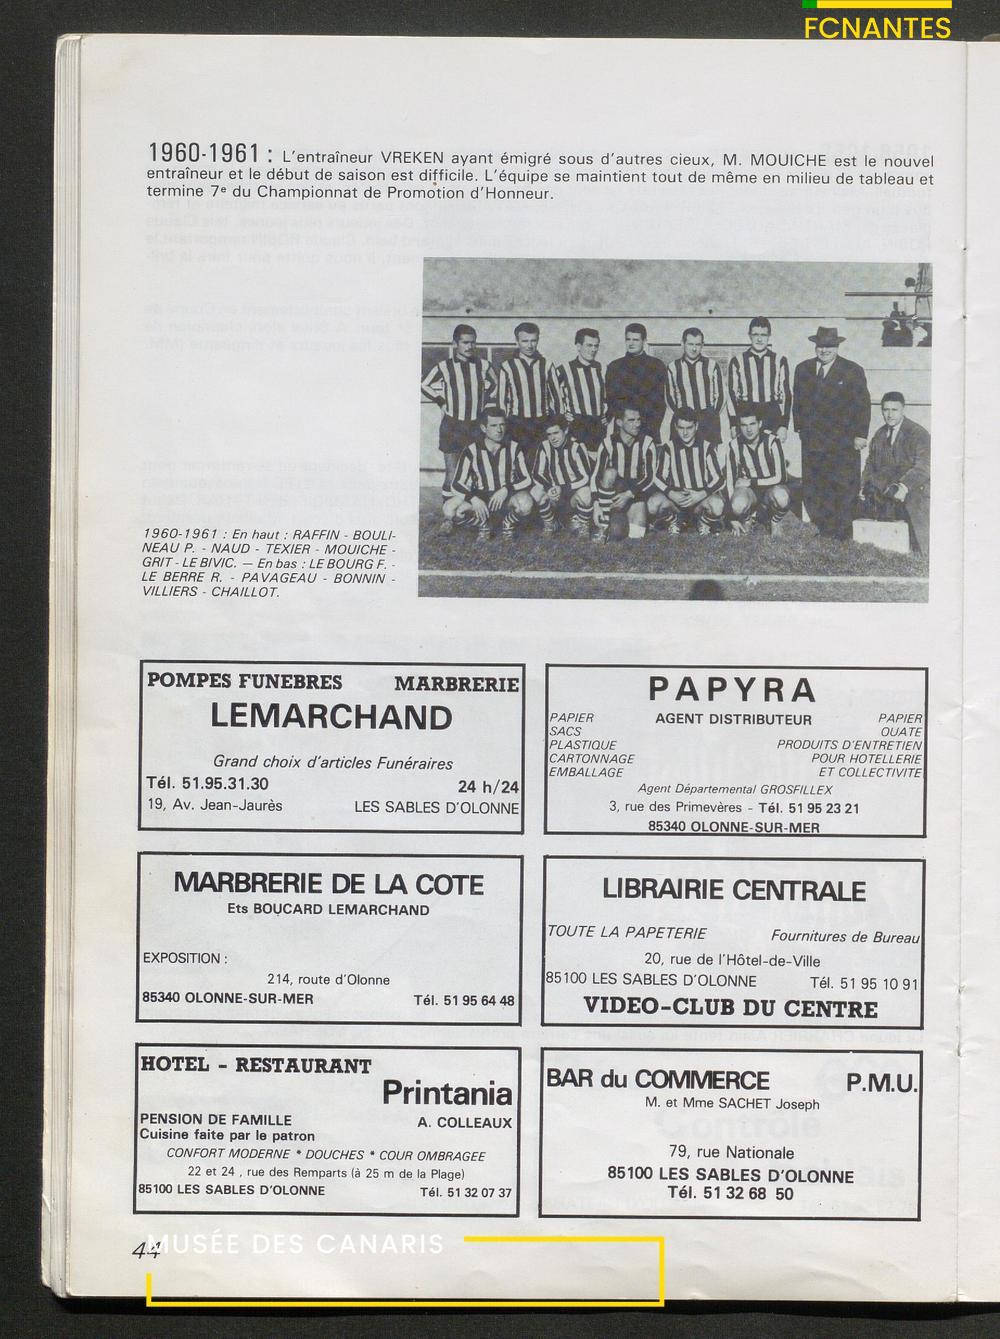 FCNANTES
1960-1961 : L'entraîneur VREKEN ayant émigré sous d'autres cieux, M. MOUICHE est le nouvel
entraîneur et le début de saison est difficile. L'équipe se maintient tout de même en milieu de tableau et
termine 7e du Championnat de Promotion d'Honneur.
1960-1961 : En haut : RAFFIN - BOULI-
NEAU P. - NAUD - TEXIER - MOUICHE -
GRIT - LE BIVIC. — En bas : LE BOURG F. -
LE BERRE R. - PAVAGEAU - BONNIN -
VILLIERS - CHAILLOT.
POMPES FUNEBRES MARBRERIE
LEMARCHAND
Grand choix d'articles Funéraires
Tél. 51.95.31.30 24 h/24
19, Av. Jean-Jaurès LES SABLES D'OLONNE
PAPYRA
PAPIER AGENT DISTRIBUTEUR PAPIER
SACS OUATE
PLASTIQUE PRODUITS D'ENTRETIEN
CARTONNAGE POUR HOTELLERIE
EMBALLAGE ET COLLECTIVITE
Agent Départemental GROSFILLEX
3, rue des Primevères - Tél. 51 95 23 21
85340 OLONNE-SUR-MER
MARBRERIE DE LA COTE
Ets BOUCARD LEMARCHAND
EXPOSITION :
214, route d'Olonne
85340 OLONNE-SUR-MER Tél. 51 95 64 48
LIBRAIRIE CENTRALE
TOUTE LA PAPETERIE Fournitures de Bureau
20, rue de l'Hôtel-de-Ville
85100 LES SABLES D'OLONNE Tél. 51 95 10 91
VIDEO-CLUB DU CENTRE
HOTEL - RESTAURANT
Printania
PENSION DE FAMILLE A. COLLEAUX
Cuisine faite par le patron
CONFORT MODERNE * DOUCHES * COUR OMBRAGEE
22 et 24 , rue des Remparts (à 25 m de la Plage)
85100 LES SABLES D'OLONNE Tél. 51 32 07 37
BAR du COMMERCE P.M.U.
M. et Mme SACHET Joseph
79, rue Nationale
85100 LES SABLES D'OLONNE
Tél. 51 32 68 50
44
MUSÉE DES CANARIS